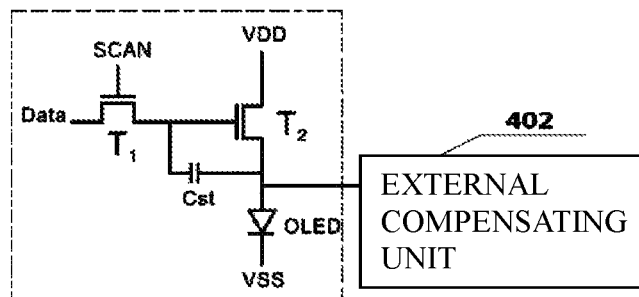 VDD
SCAN
Data
T1
T2
402
Cst
EXTERNAL
COMPENSATING
UNIT
OLED
VSS